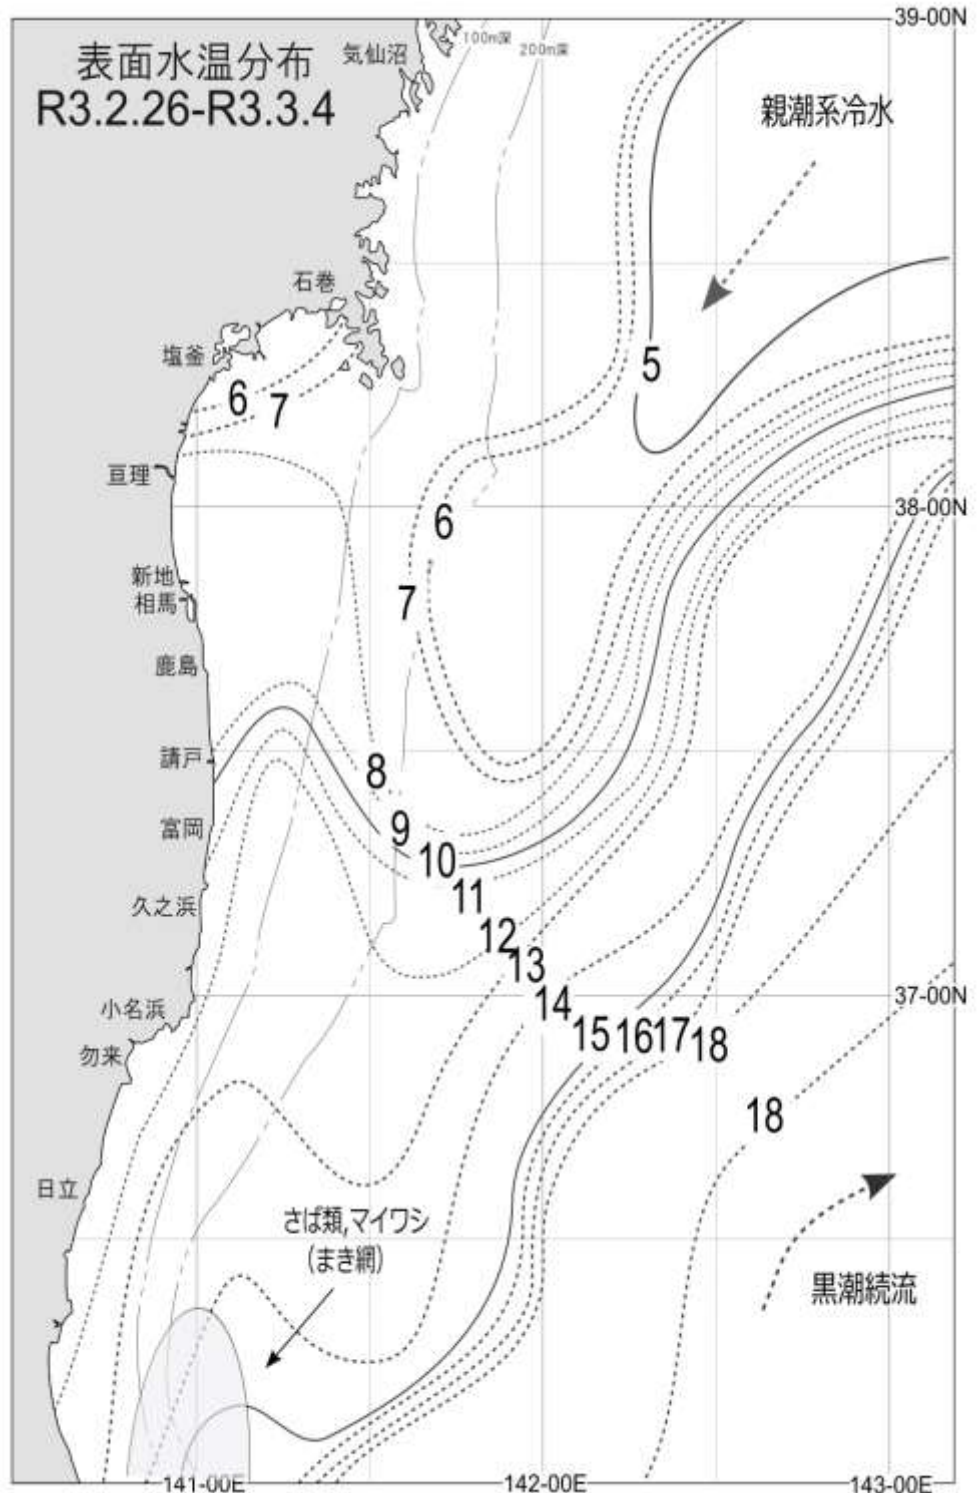 39-00N
表面水温分布
R3.2.26-R3.3.4
気仙沼
100m深
200m深
親潮系冷水
石巻
塩釜
5
6
7
亘理
38-00N
6
新地
相馬
7
鹿島
請戸
8
富岡
9
10
久之浜
11
12
13
37-00N
小名浜
14
勿来
15
16
17
18
18
日立
さば類,マイワシ
(まき網)
黒潮続流
141-00E
142-00E
143-00E